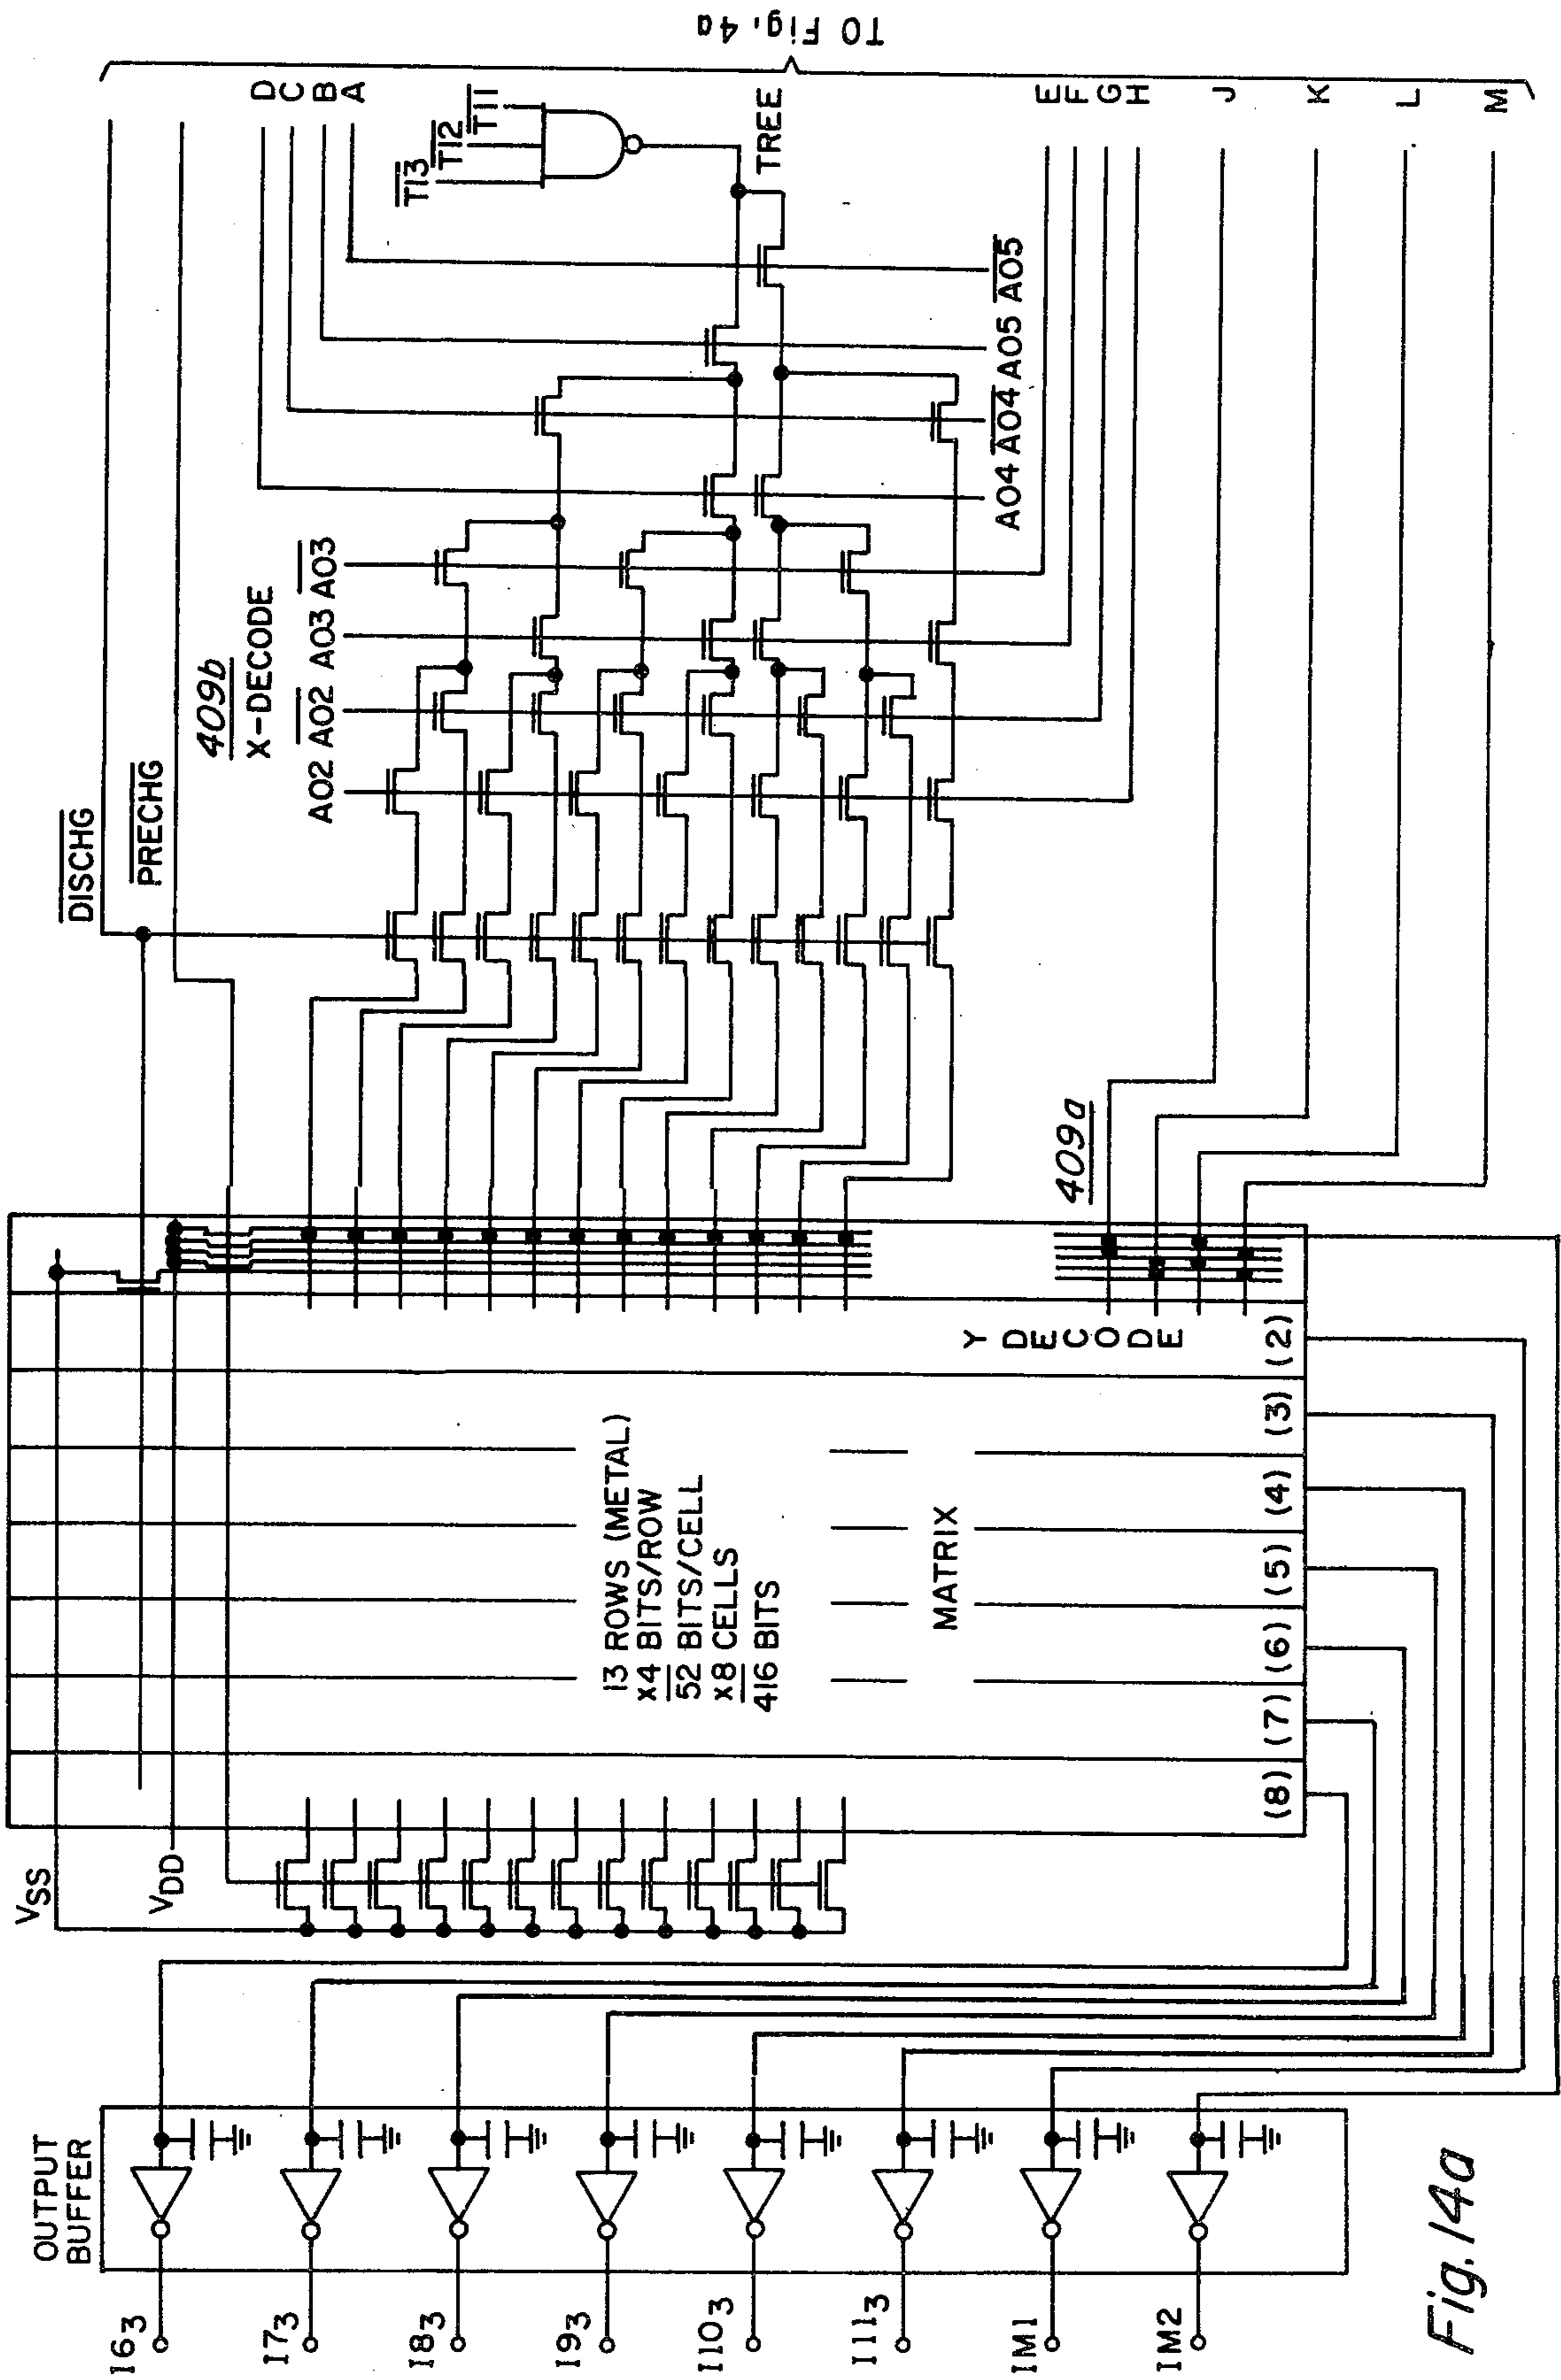 TO Fig. 4a
D
C
B
A
T13
T12
T11
TREE
E
F
G
H
J
K
L
M
409b
X-DECODE
A02 A02 A03 A03
A04 A04 A05 A05
DISCHG
PRECHG
409a
Y DECODE
VSS
VDD
13 ROWS (METAL)
x4 BITS/ROW
52 BITS/CELL
x8 CELLS
416 BITS
MATRIX
(2)
(3)
(4)
(5)
(6)
(7)
(8)
OUTPUT
BUFFER
I6₃
I7₃
I8₃
I9₃
I10₃
I11₃
IM1
IM2
Fig. 14a